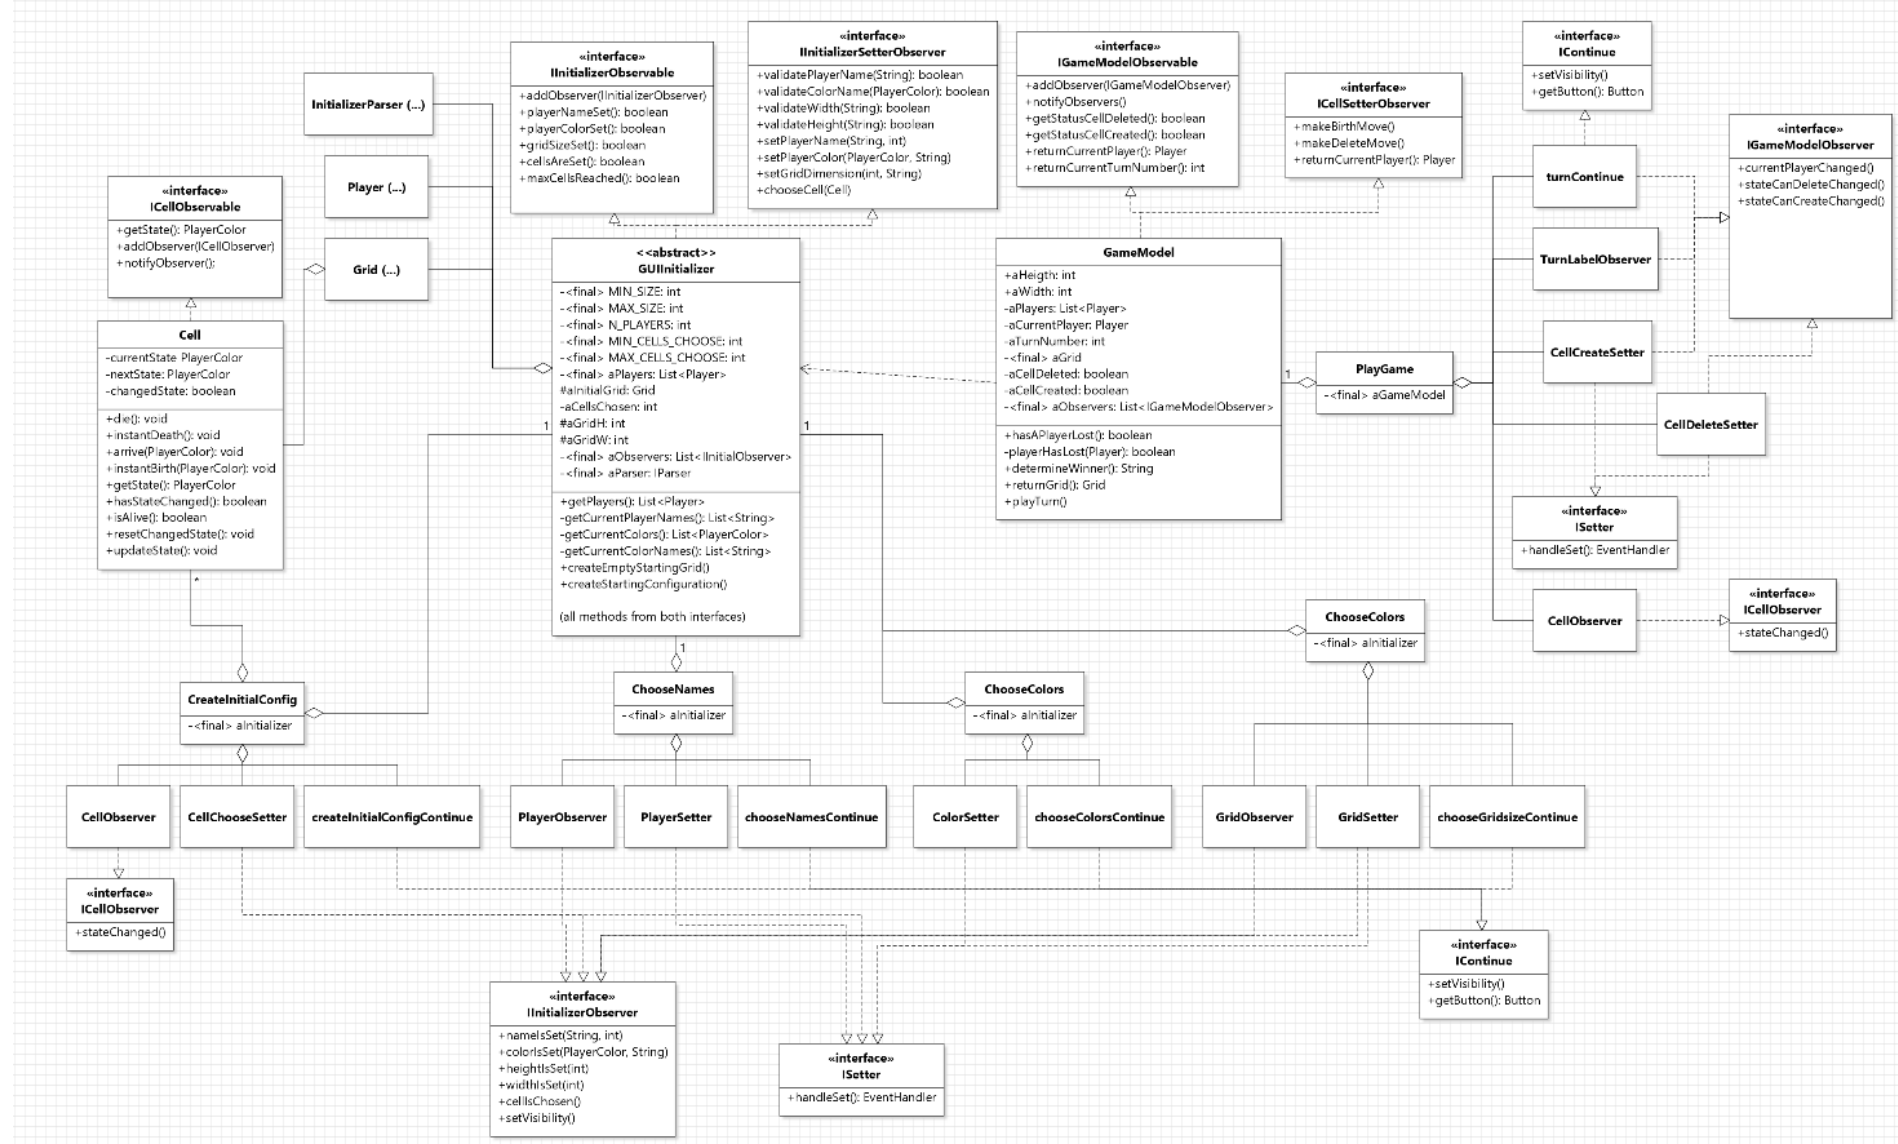 InitializerParser (...)
Player (...)
Grid (...)
«interface»
ICellObservable
+getState(): PlayerColor
+addObserver(ICellObserver)
+notifyObserver();
Cell
-currentState PlayerColor
-nextState: PlayerColor
-changedState: boolean
+die(): void
+instantDeath(): void
+arrive(PlayerColor): void
+instantBirth(PlayerColor): void
+getState(): PlayerColor
+hasStateChanged(): boolean
+isAlive(): boolean
+resetChangedState(): void
+updateState(): void
*
«interface»
IInitializerObservable
+addObserver(IInitializerObserver)
+playerNameSet(): boolean
+playerColorSet(): boolean
+gridSizeSet(): boolean
+cellsAreSet(): boolean
+maxCellsReached(): boolean
«interface»
IInitializerSetterObserver
+validatePlayerName(String): boolean
+validateColorName(PlayerColor): boolean
+validateWidth(String): boolean
+validateHeight(String): boolean
+setPlayerName(String, int)
+setPlayerColor(PlayerColor, String)
+setGridDimension(int, String)
+chooseCell(Cell)
«interface»
IGameModelObservable
+addObserver(IGameModelObserver)
+notifyObservers()
+getStatusCellDeleted(): boolean
+getStatusCellCreated(): boolean
+returnCurrentPlayer(): Player
+returnCurrentTurnNumber(): int
«interface»
ICellSetterObserver
+makeBirthMove()
+makeDeleteMove()
+returnCurrentPlayer(): Player
«interface»
IContinue
+setVisibility()
+getButton(): Button
«interface»
IGameModelObserver
+currentPlayerChanged()
+stateCanDeleteChanged()
+stateCanCreateChanged()
<<abstract>>
GUIInitializer
-<final> MIN_SIZE: int
-<final> MAX_SIZE: int
-<final> N_PLAYERS: int
-<final> MIN_CELLS_CHOOSE: int
-<final> MAX_CELLS_CHOOSE: int
-<final> aPlayers: List<Player>
#aInitialGrid: Grid
-aCellsChosen: int
#aGridH: int
#aGridW: int
-<final> aObservers: List<IInitialObserver>
-<final> aParser: IParser
+getPlayers(): List<Player>
-getCurrentPlayerNames(): List<String>
-getCurrentColors(): List<PlayerColor>
-getCurrentColorNames(): List<String>
+createEmptyStartingGrid()
+createStartingConfiguration()
(all methods from both interfaces)
1
1
1
GameModel
+aHeigth: int
+aWidth: int
-aPlayers: List<Player>
-aCurrentPlayer: Player
-aTurnNumber: int
-<final> aGrid
-aCellDeleted: boolean
-aCellCreated: boolean
-<final> aObservers: List<IGameModelObserver>
+hasAPlayerLost(): boolean
-playerHasLost(Player): boolean
+determineWinner(): String
+returnGrid(): Grid
+playTurn()
1
PlayGame
-<final> aGameModel
turnContinue
TurnLabelObserver
CellCreateSetter
CellDeleteSetter
«interface»
ISetter
+handleSet(): EventHandler
CellObserver
«interface»
ICellObserver
+stateChanged()
CreateInitialConfig
-<final> aInitializer
ChooseNames
-<final> aInitializer
ChooseColors
-<final> aInitializer
ChooseColors
-<final> aInitializer
CellObserver
CellChooseSetter
createInitialConfigContinue
PlayerObserver
PlayerSetter
chooseNamesContinue
ColorSetter
chooseColorsContinue
GridObserver
GridSetter
chooseGridsizeContinue
«interface»
ICellObserver
+stateChanged()
«interface»
IInitializerObserver
+nameIsSet(String, int)
+colorIsSet(PlayerColor, String)
+heightIsSet(int)
+widthIsSet(int)
+cellIsChosen()
+setVisibility()
«interface»
ISetter
+handleSet(): EventHandler
«interface»
IContinue
+setVisibility()
+getButton(): Button